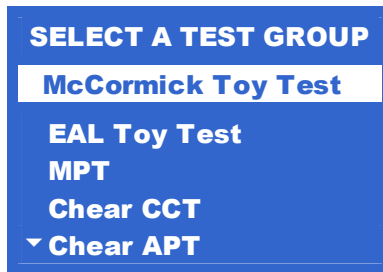 SELECT A TEST GROUP
McCormick Toy Test
EAL Toy Test
MPT
Chear CCT
Chear APT